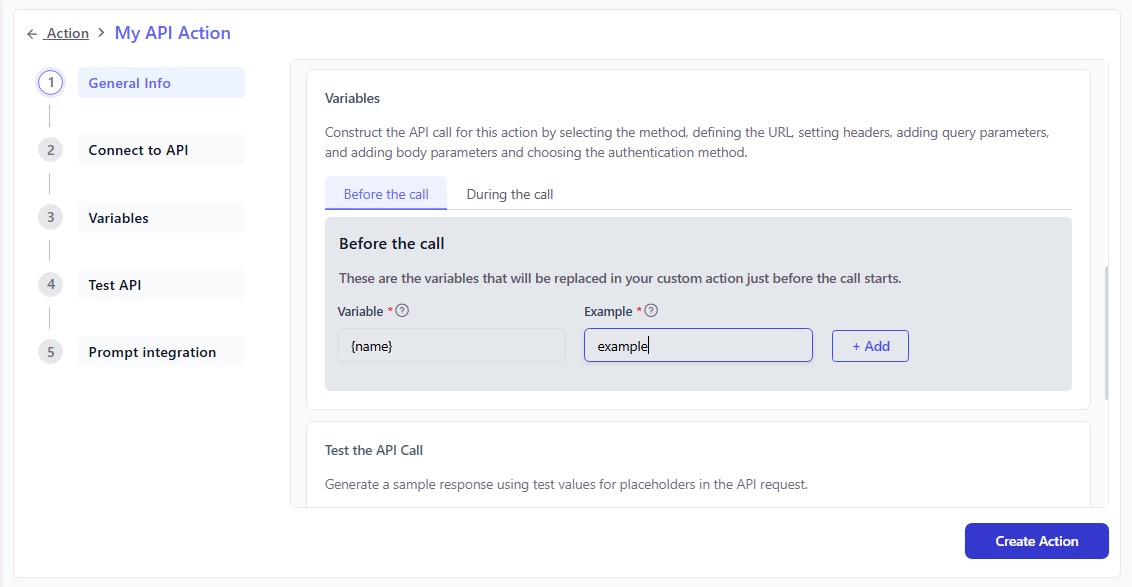 ← Action > My API Action
1 General Info
2 Connect to API
3 Variables
4 Test API
5 Prompt integration
Variables
Construct the API call for this action by selecting the method, defining the URL, setting headers, adding query parameters,
and adding body parameters and choosing the authentication method.
Before the call During the call
Before the call
These are the variables that will be replaced in your custom action just before the call starts.
Variable * ? Example * ?
{name} example + Add
Test the API Call
Generate a sample response using test values for placeholders in the API request.
Create Action